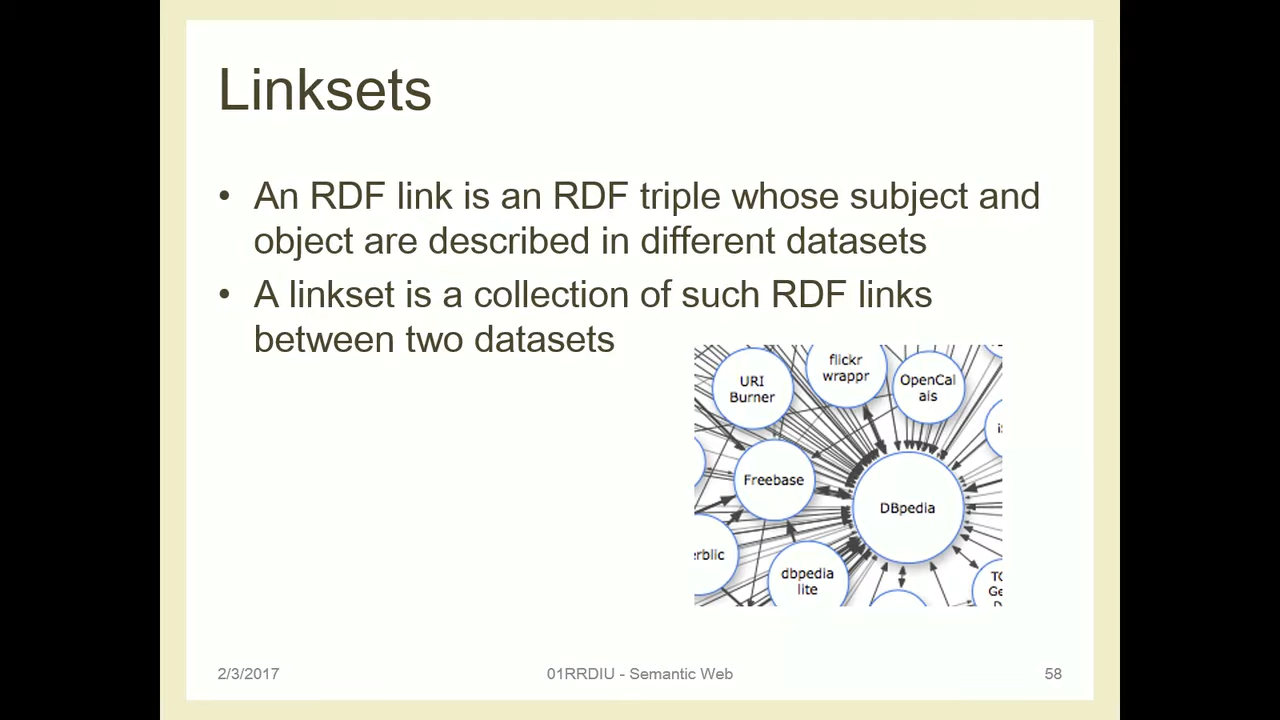 Linksets
• An RDF link is an RDF triple whose subject and
object are described in different datasets
• A linkset is a collection of such RDF links
between two datasets
flickr
wrappr
URI
Burner
OpenCal
ais
Freebase
DBpedia
rblic
dbpedia
lite
2/3/2017
01RRDIU - Semantic Web
58